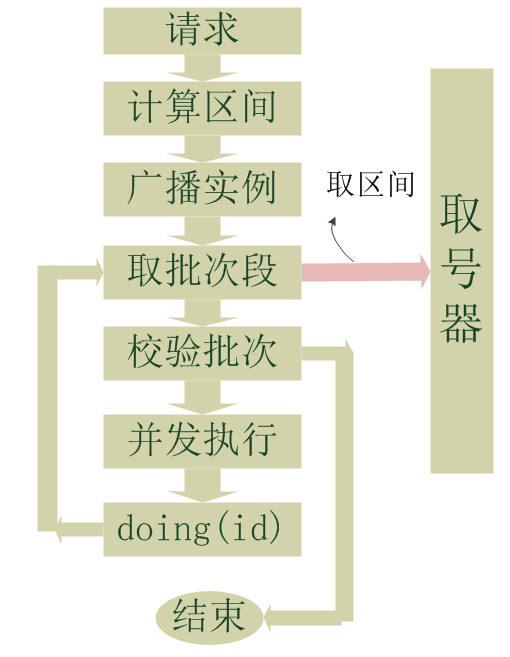 请求
计算区间
广播实例
取区间
取批次段
取号器
校验批次
并发执行
doing(id)
结束